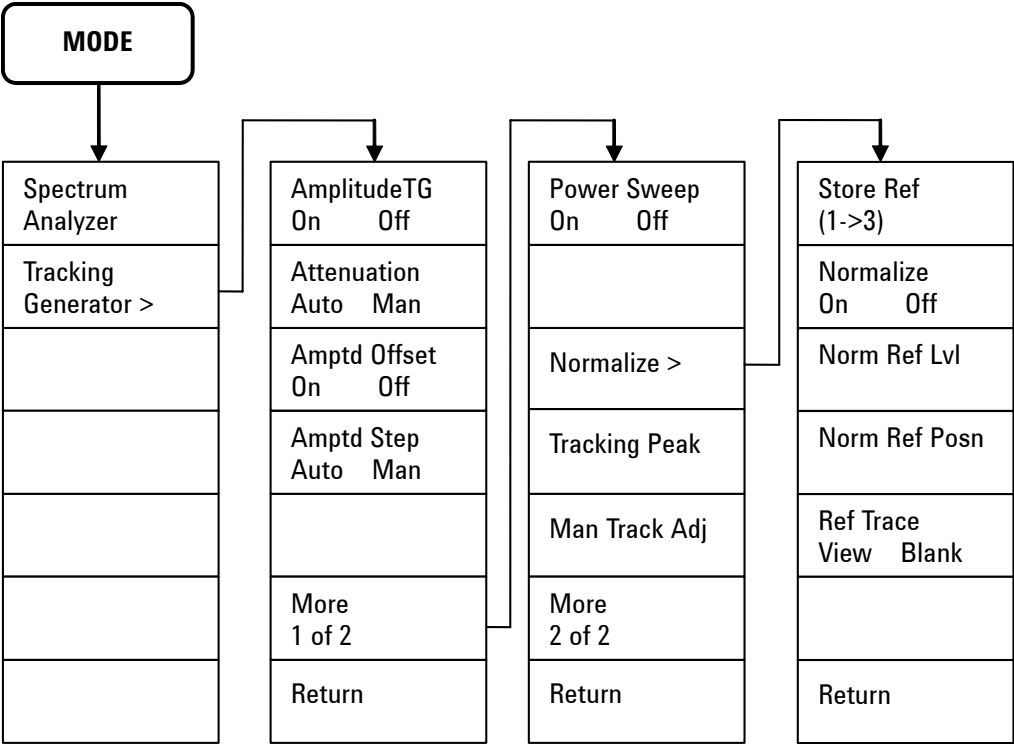 MODE
Spectrum
Analyzer
Tracking
Generator >
AmplitudeTG
On Off
Attenuation
Auto Man
Amptd Offset
On Off
Amptd Step
Auto Man
More
1 of 2
Return
Power Sweep
On Off
Normalize >
Tracking Peak
Man Track Adj
More
2 of 2
Return
Store Ref
(1->3)
Normalize
On Off
Norm Ref Lvl
Norm Ref Posn
Ref Trace
View Blank
Return